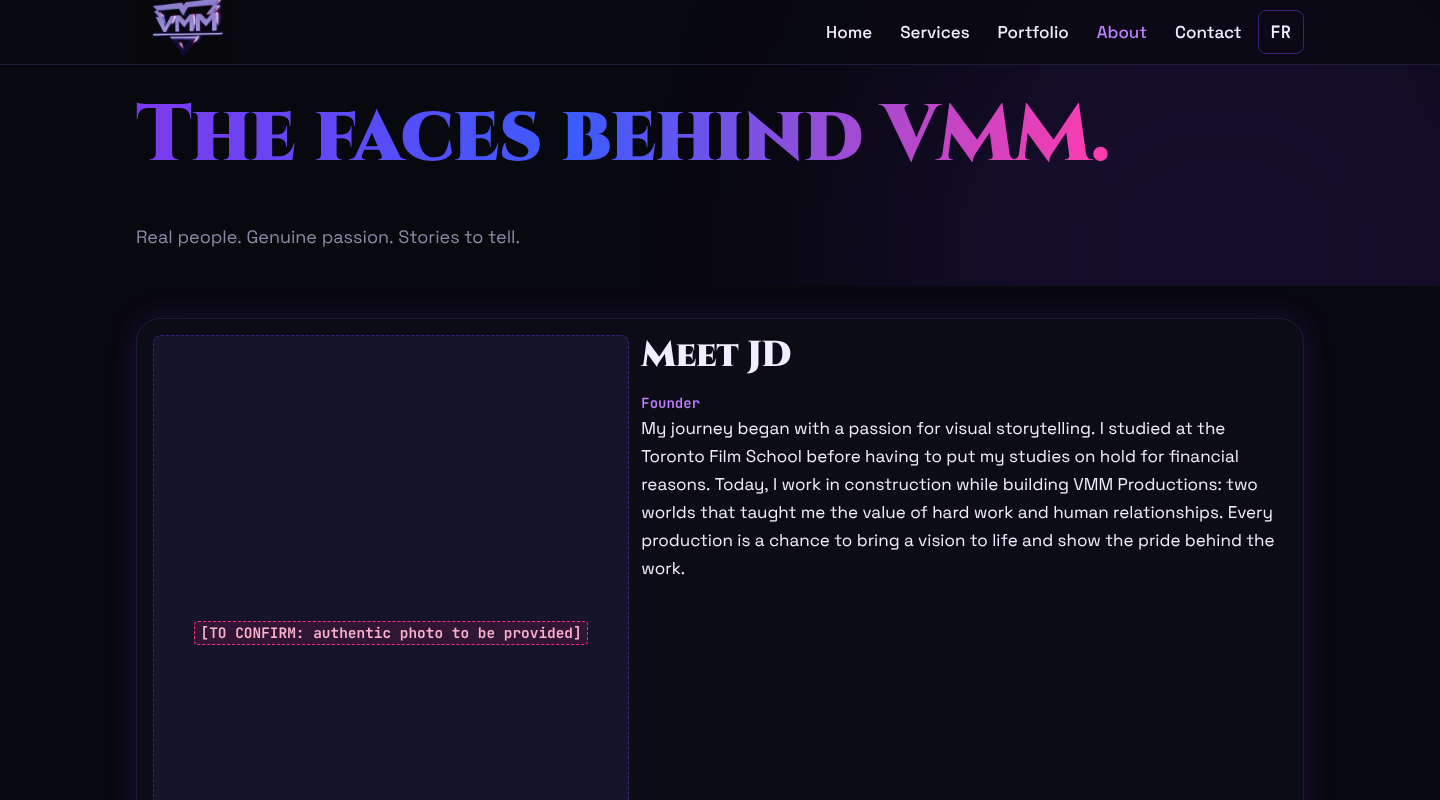 VMM
Home Services Portfolio About Contact FR
The faces behind VMM.
Real people. Genuine passion. Stories to tell.
Meet JD
Founder
My journey began with a passion for visual storytelling. I studied at the
Toronto Film School before having to put my studies on hold for financial
reasons. Today, I work in construction while building VMM Productions: two
worlds that taught me the value of hard work and human relationships. Every
production is a chance to bring a vision to life and show the pride behind the
work.
[TO CONFIRM: authentic photo to be provided]